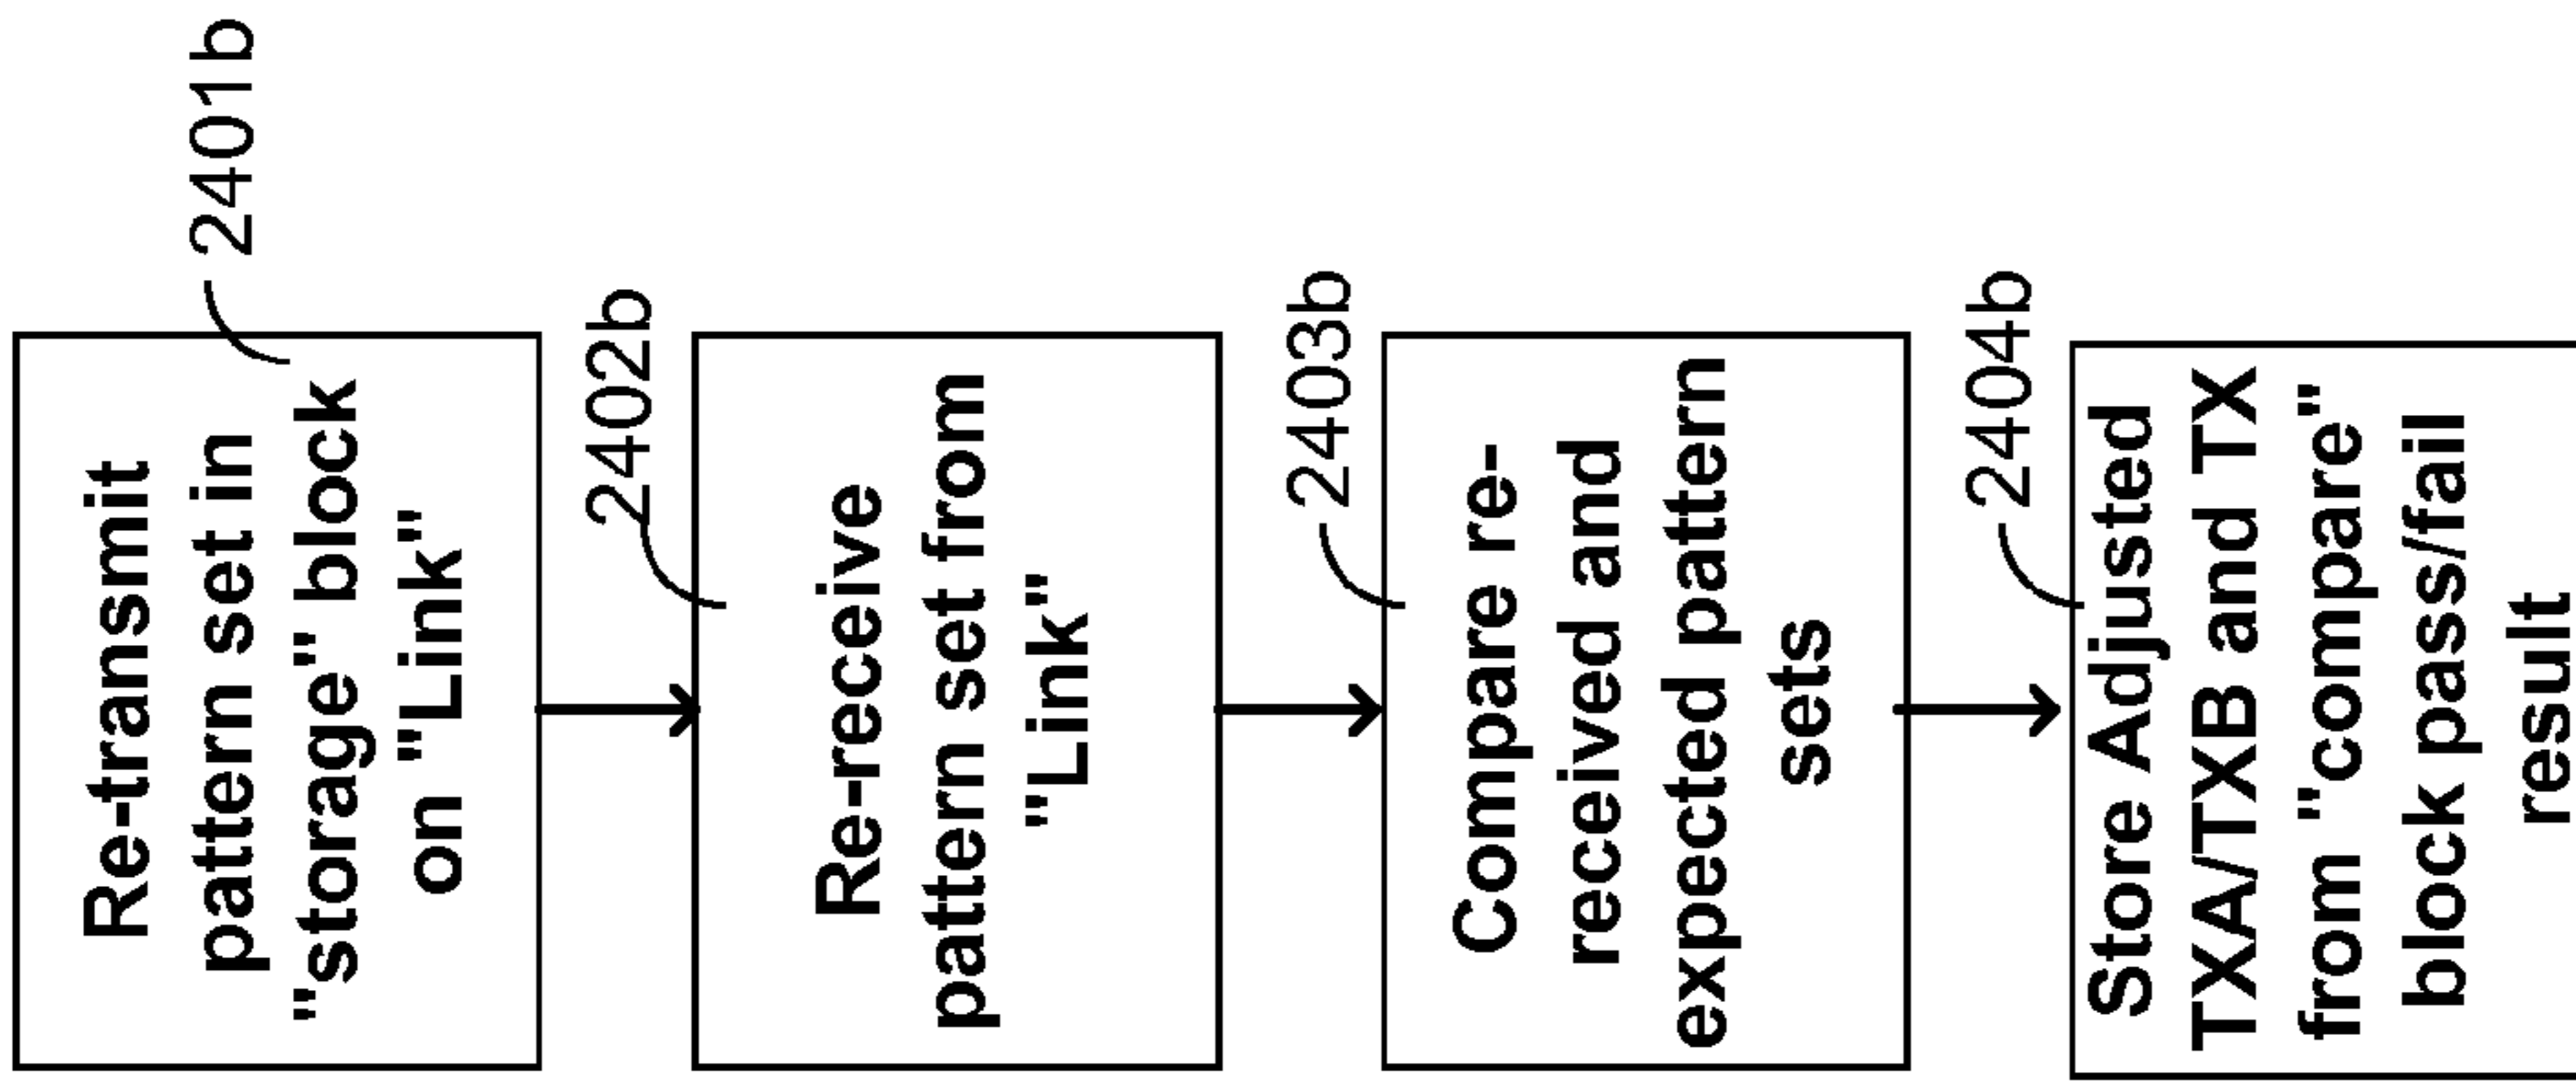 2401b
Re-transmit
pattern set in
"storage" block
on "Link"
2402b
Re-receive
pattern set from
"Link"
2403b
Compare re-
received and
expected pattern
sets
2404b
Store Adjusted
TXA/TXB and TX
from "compare"
block pass/fail
result